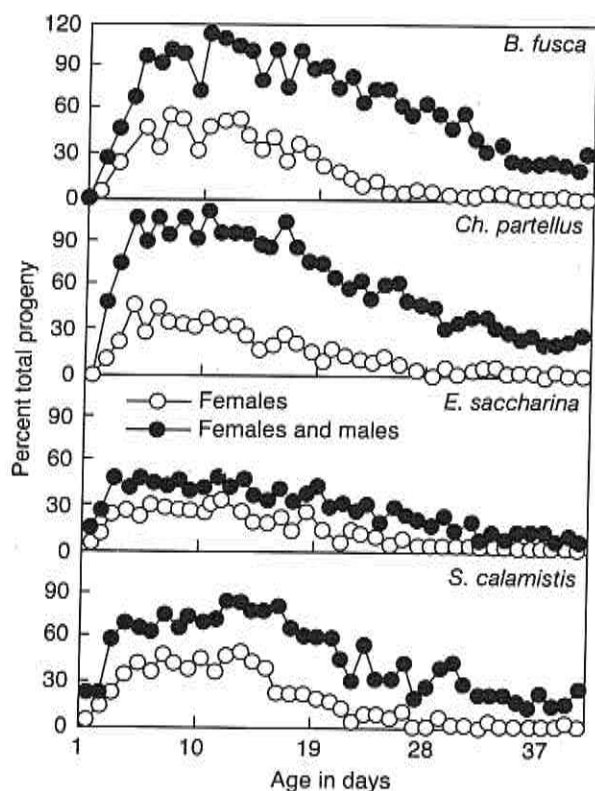 120
B. fusca
90
60
30
0
Ch. partellus
90
60
30
0
E. saccharina
Females
Females and males
90
60
30
0
S. calamistis
90
60
30
0
1 10 19 28 37
Age in days
Percent total progeny